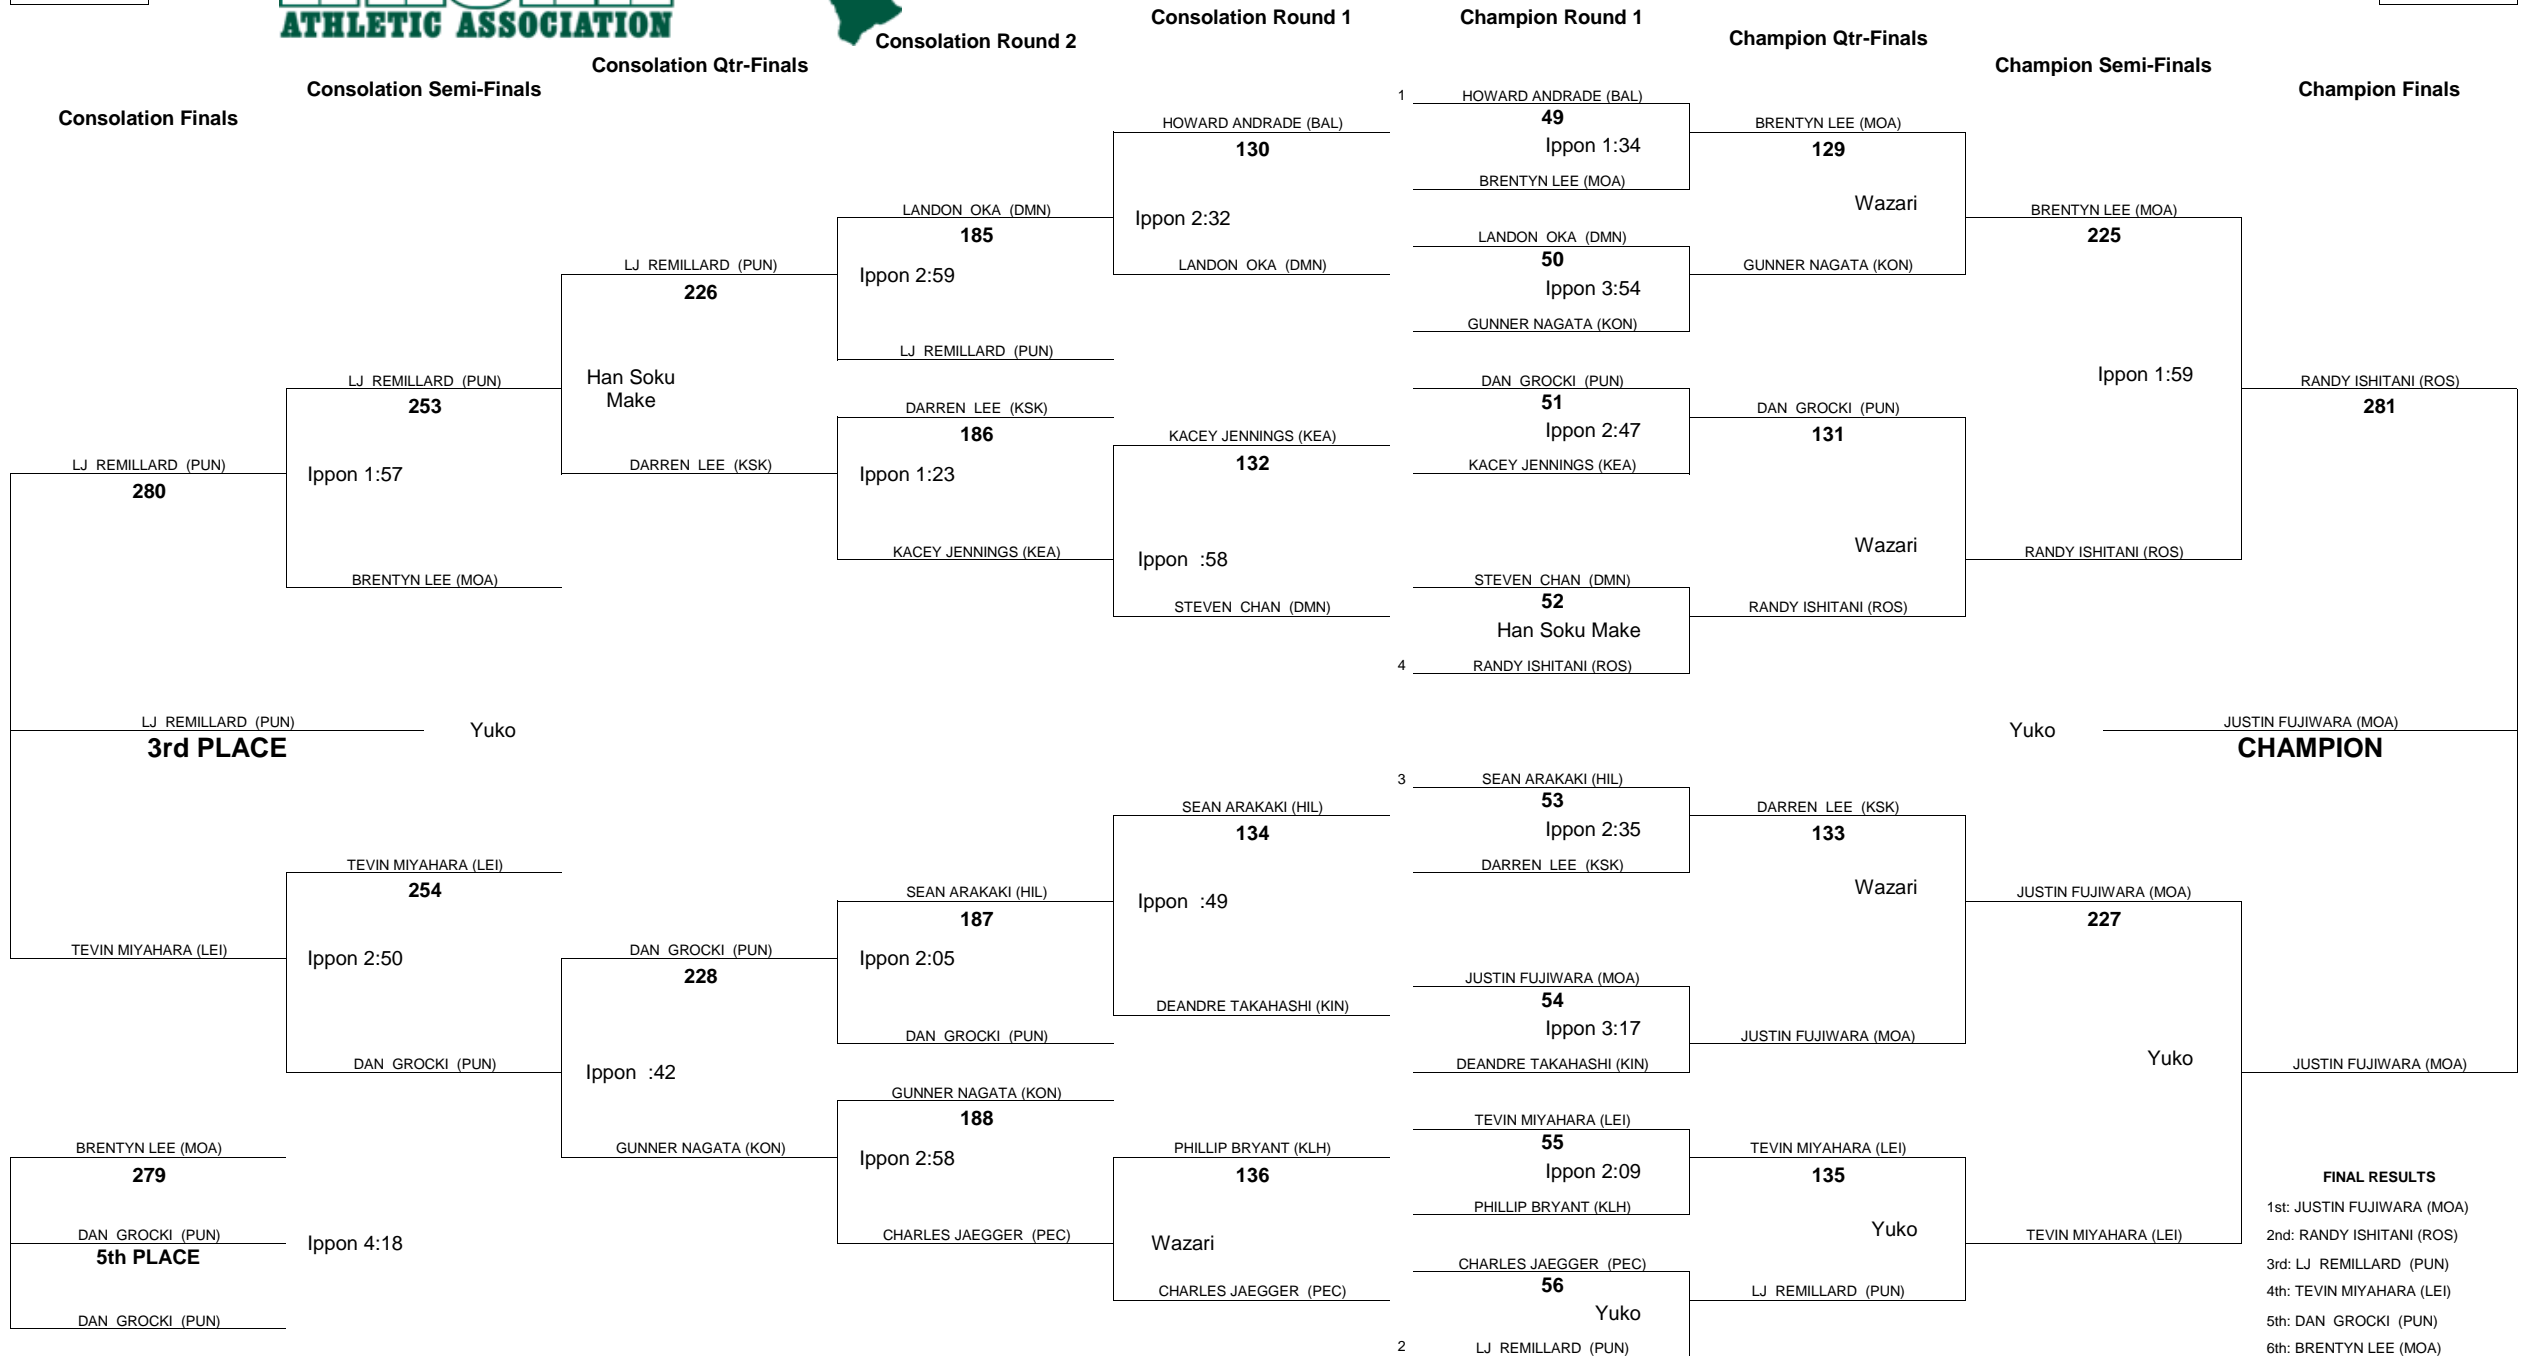 ATHLETIC ASSOCIATION
Consolation Round 1
Champion Round 1
Consolation Round 2
Champion Qtr-Finals
Consolation Qtr-Finals
Champion Semi-Finals
Consolation Semi-Finals
Champion Finals
Consolation Finals
LJ REMILLARD (PUN)
280
LJ REMILLARD (PUN)
3rd PLACE
Yuko
TEVIN MIYAHARA (LEI)
BRENTYN LEE (MOA)
279
DAN GROCKI (PUN)
5th PLACE
Ippon 4:18
DAN GROCKI (PUN)
LJ REMILLARD (PUN)
253
Ippon 1:57
BRENTYN LEE (MOA)
TEVIN MIYAHARA (LEI)
254
Ippon 2:50
DAN GROCKI (PUN)
LJ REMILLARD (PUN)
226
Han Soku
Make
DARREN LEE (KSK)
DAN GROCKI (PUN)
228
Ippon :42
GUNNER NAGATA (KON)
LANDON OKA (DMN)
185
Ippon 2:59
LJ REMILLARD (PUN)
DARREN LEE (KSK)
186
Ippon 1:23
KACEY JENNINGS (KEA)
SEAN ARAKAKI (HIL)
187
Ippon 2:05
DAN GROCKI (PUN)
GUNNER NAGATA (KON)
188
Ippon 2:58
CHARLES JAEGGER (PEC)
HOWARD ANDRADE (BAL)
130
Ippon 2:32
LANDON OKA (DMN)
KACEY JENNINGS (KEA)
132
Ippon :58
STEVEN CHAN (DMN)
SEAN ARAKAKI (HIL)
134
Ippon :49
DEANDRE TAKAHASHI (KIN)
PHILLIP BRYANT (KLH)
136
Wazari
CHARLES JAEGGER (PEC)
1
HOWARD ANDRADE (BAL)
49
Ippon 1:34
BRENTYN LEE (MOA)
LANDON OKA (DMN)
50
Ippon 3:54
GUNNER NAGATA (KON)
DAN GROCKI (PUN)
51
Ippon 2:47
KACEY JENNINGS (KEA)
STEVEN CHAN (DMN)
52
Han Soku Make
4
RANDY ISHITANI (ROS)
3
SEAN ARAKAKI (HIL)
53
Ippon 2:35
DARREN LEE (KSK)
JUSTIN FUJIWARA (MOA)
54
Ippon 3:17
DEANDRE TAKAHASHI (KIN)
TEVIN MIYAHARA (LEI)
55
Ippon 2:09
PHILLIP BRYANT (KLH)
CHARLES JAEGGER (PEC)
56
Yuko
2
LJ REMILLARD (PUN)
BRENTYN LEE (MOA)
129
Wazari
GUNNER NAGATA (KON)
DAN GROCKI (PUN)
131
Wazari
RANDY ISHITANI (ROS)
DARREN LEE (KSK)
133
Wazari
JUSTIN FUJIWARA (MOA)
TEVIN MIYAHARA (LEI)
135
Yuko
LJ REMILLARD (PUN)
BRENTYN LEE (MOA)
225
Ippon 1:59
RANDY ISHITANI (ROS)
JUSTIN FUJIWARA (MOA)
227
Yuko
TEVIN MIYAHARA (LEI)
RANDY ISHITANI (ROS)
281
Yuko
JUSTIN FUJIWARA (MOA)
CHAMPION
JUSTIN FUJIWARA (MOA)
FINAL RESULTS
1st: JUSTIN FUJIWARA (MOA)
2nd: RANDY ISHITANI (ROS)
3rd: LJ REMILLARD (PUN)
4th: TEVIN MIYAHARA (LEI)
5th: DAN GROCKI (PUN)
6th: BRENTYN LEE (MOA)